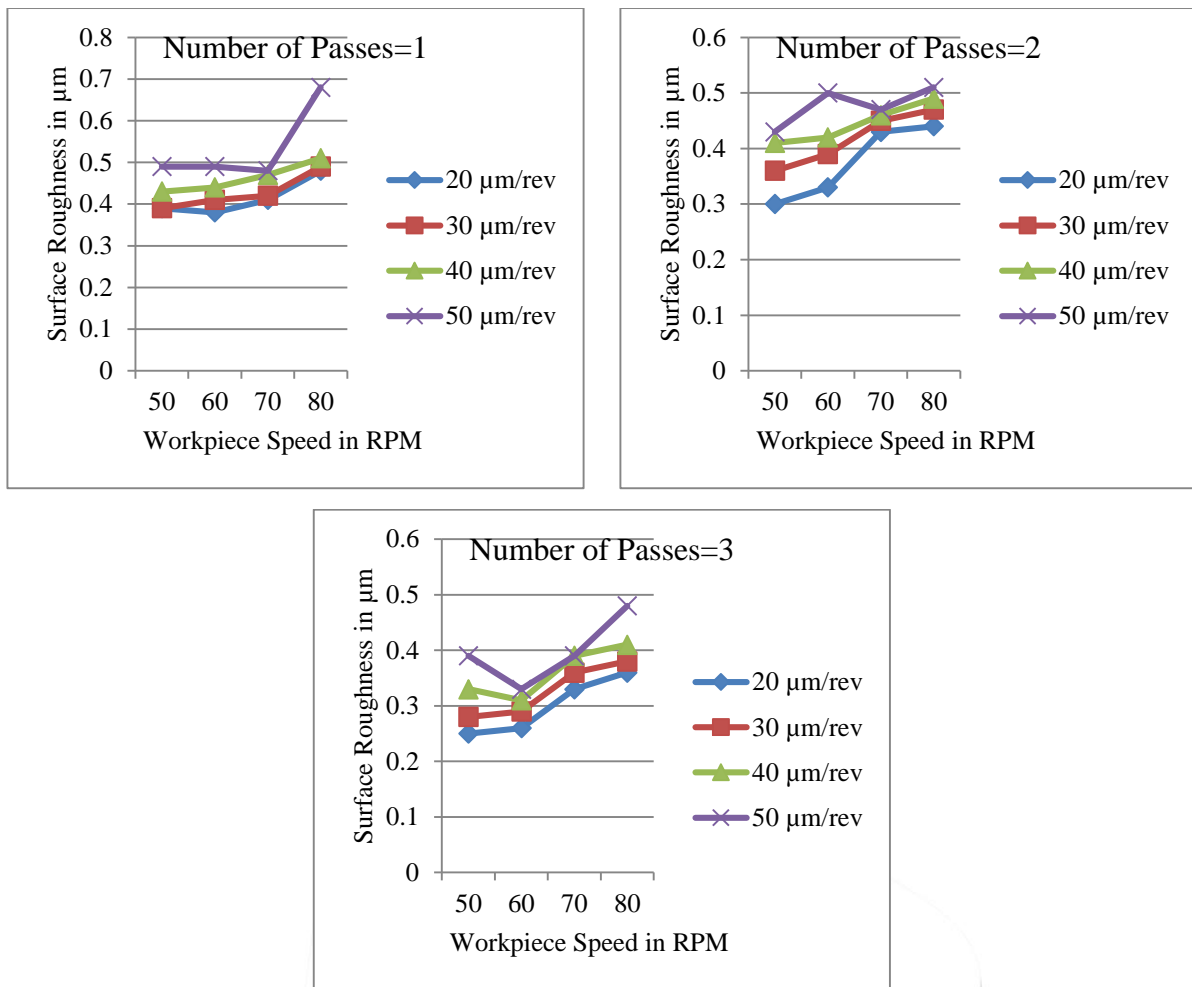 Number of Passes=1
Surface Roughness in µm
0.8
0.7
0.6
0.5
0.4
0.3
0.2
0.1
0
50 60 70 80
Workpiece Speed in RPM
20 µm/rev
30 µm/rev
40 µm/rev
50 µm/rev
Number of Passes=2
Surface Roughness in µm
0.6
0.5
0.4
0.3
0.2
0.1
0
50 60 70 80
Workpiece Speed in RPM
20 µm/rev
30 µm/rev
40 µm/rev
50 µm/rev
Number of Passes=3
Surface Roughness in µm
0.6
0.5
0.4
0.3
0.2
0.1
0
50 60 70 80
Workpiece Speed in RPM
20 µm/rev
30 µm/rev
40 µm/rev
50 µm/rev